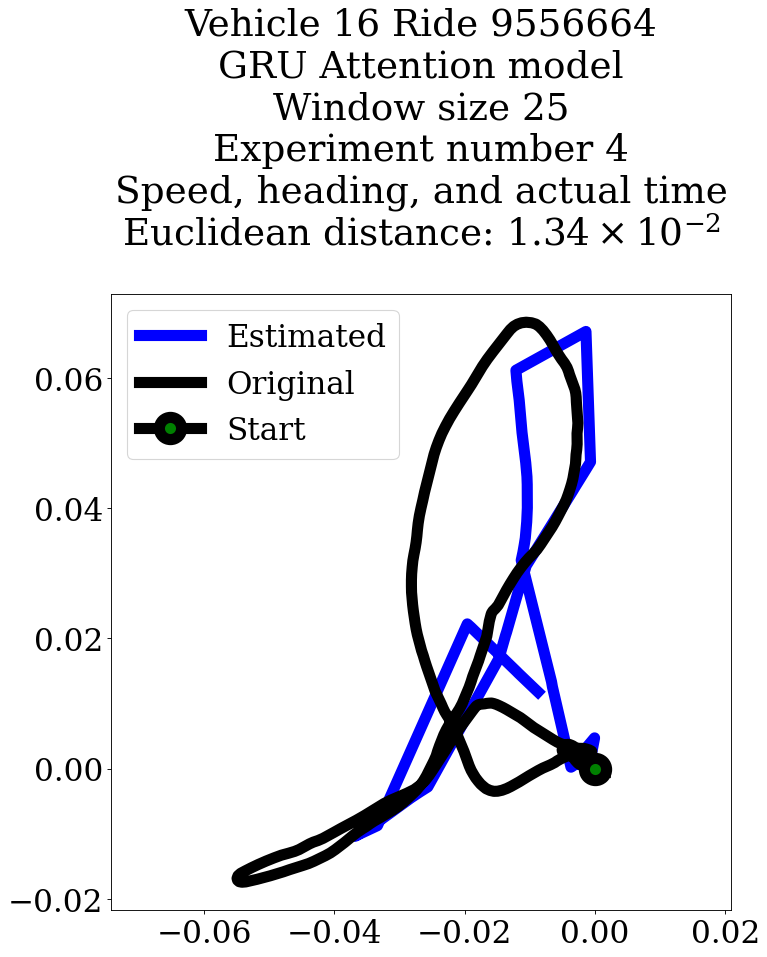 Vehicle 16 Ride 9556664
GRU Attention model
Window size 25
Experiment number 4
Speed, heading, and actual time
Euclidean distance: 1.34 × 10⁻²
Estimated
Original
Start
0.06
0.04
0.02
0.00
−0.02
−0.06 −0.04 −0.02 0.00 0.02